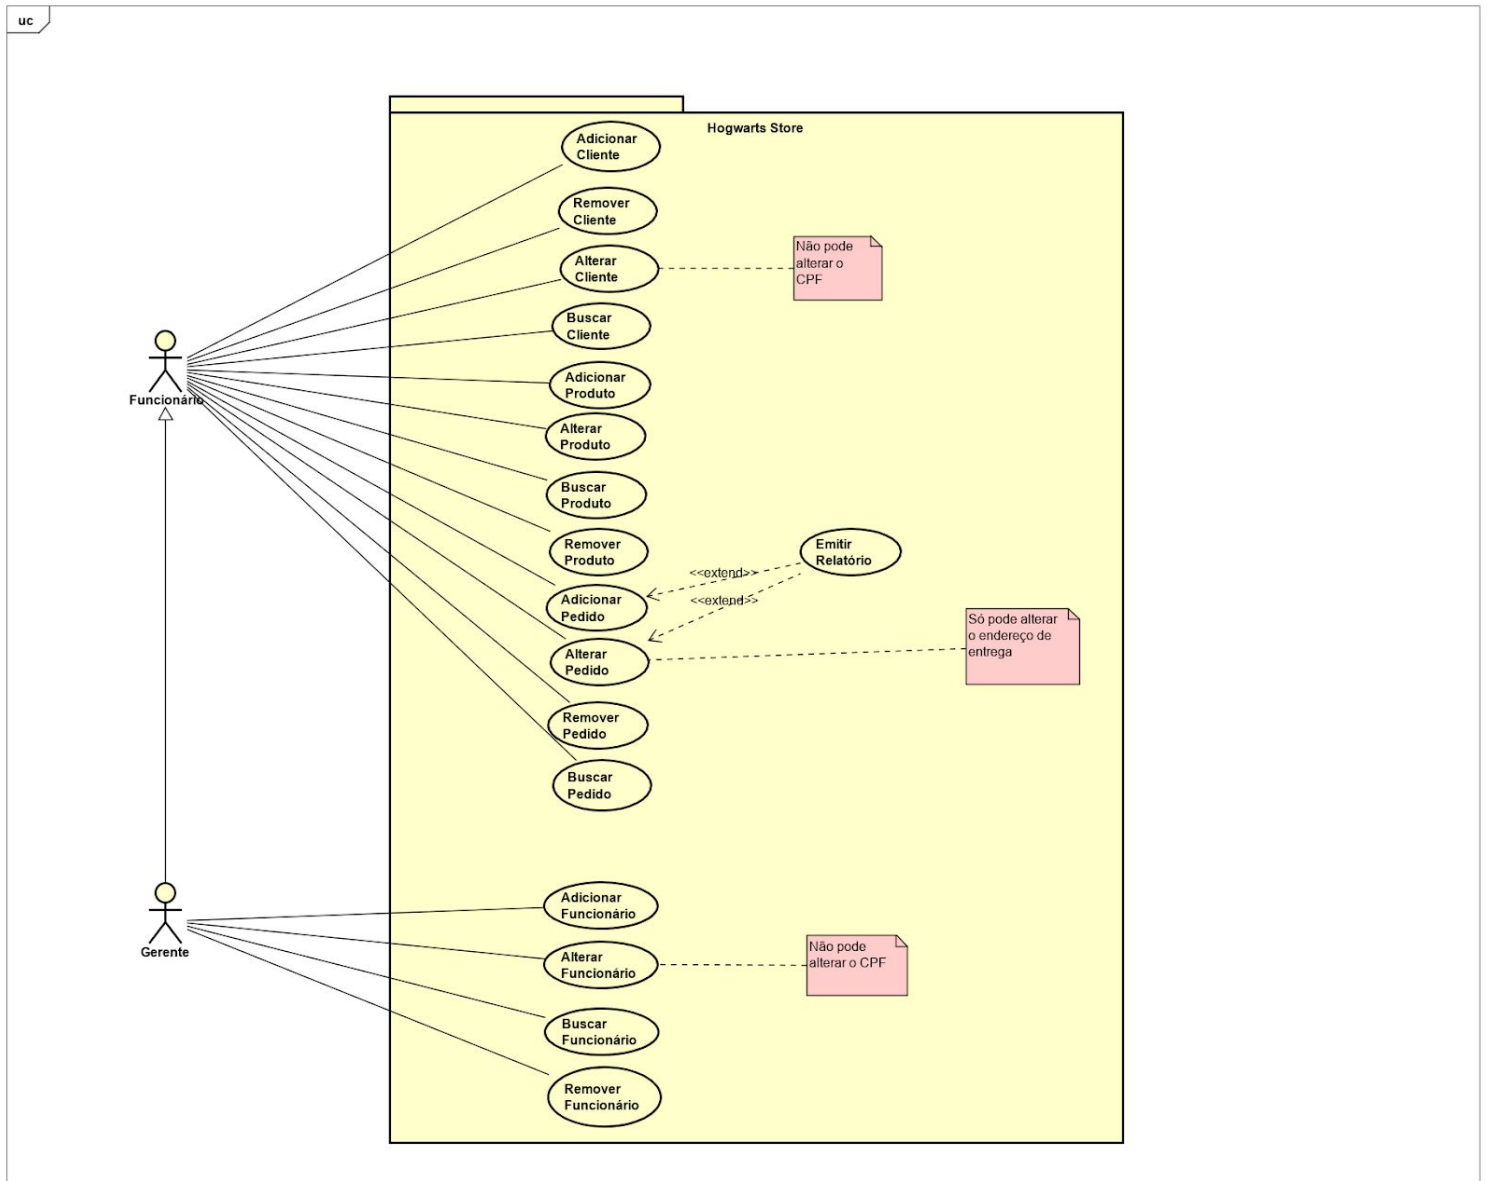 uc
Hogwarts Store
Adicionar
Cliente
Remover
Cliente
Alterar
Cliente
Não pode
alterar o
CPF
Buscar
Cliente
Funcionário
Adicionar
Produto
Alterar
Produto
Buscar
Produto
Remover
Produto
Emitir
Relatório
<<extend>>
<<extend>>
Adicionar
Pedido
Alterar
Pedido
Só pode alterar
o endereço de
entrega
Remover
Pedido
Buscar
Pedido
Gerente
Adicionar
Funcionário
Alterar
Funcionário
Não pode
alterar o CPF
Buscar
Funcionário
Remover
Funcionário